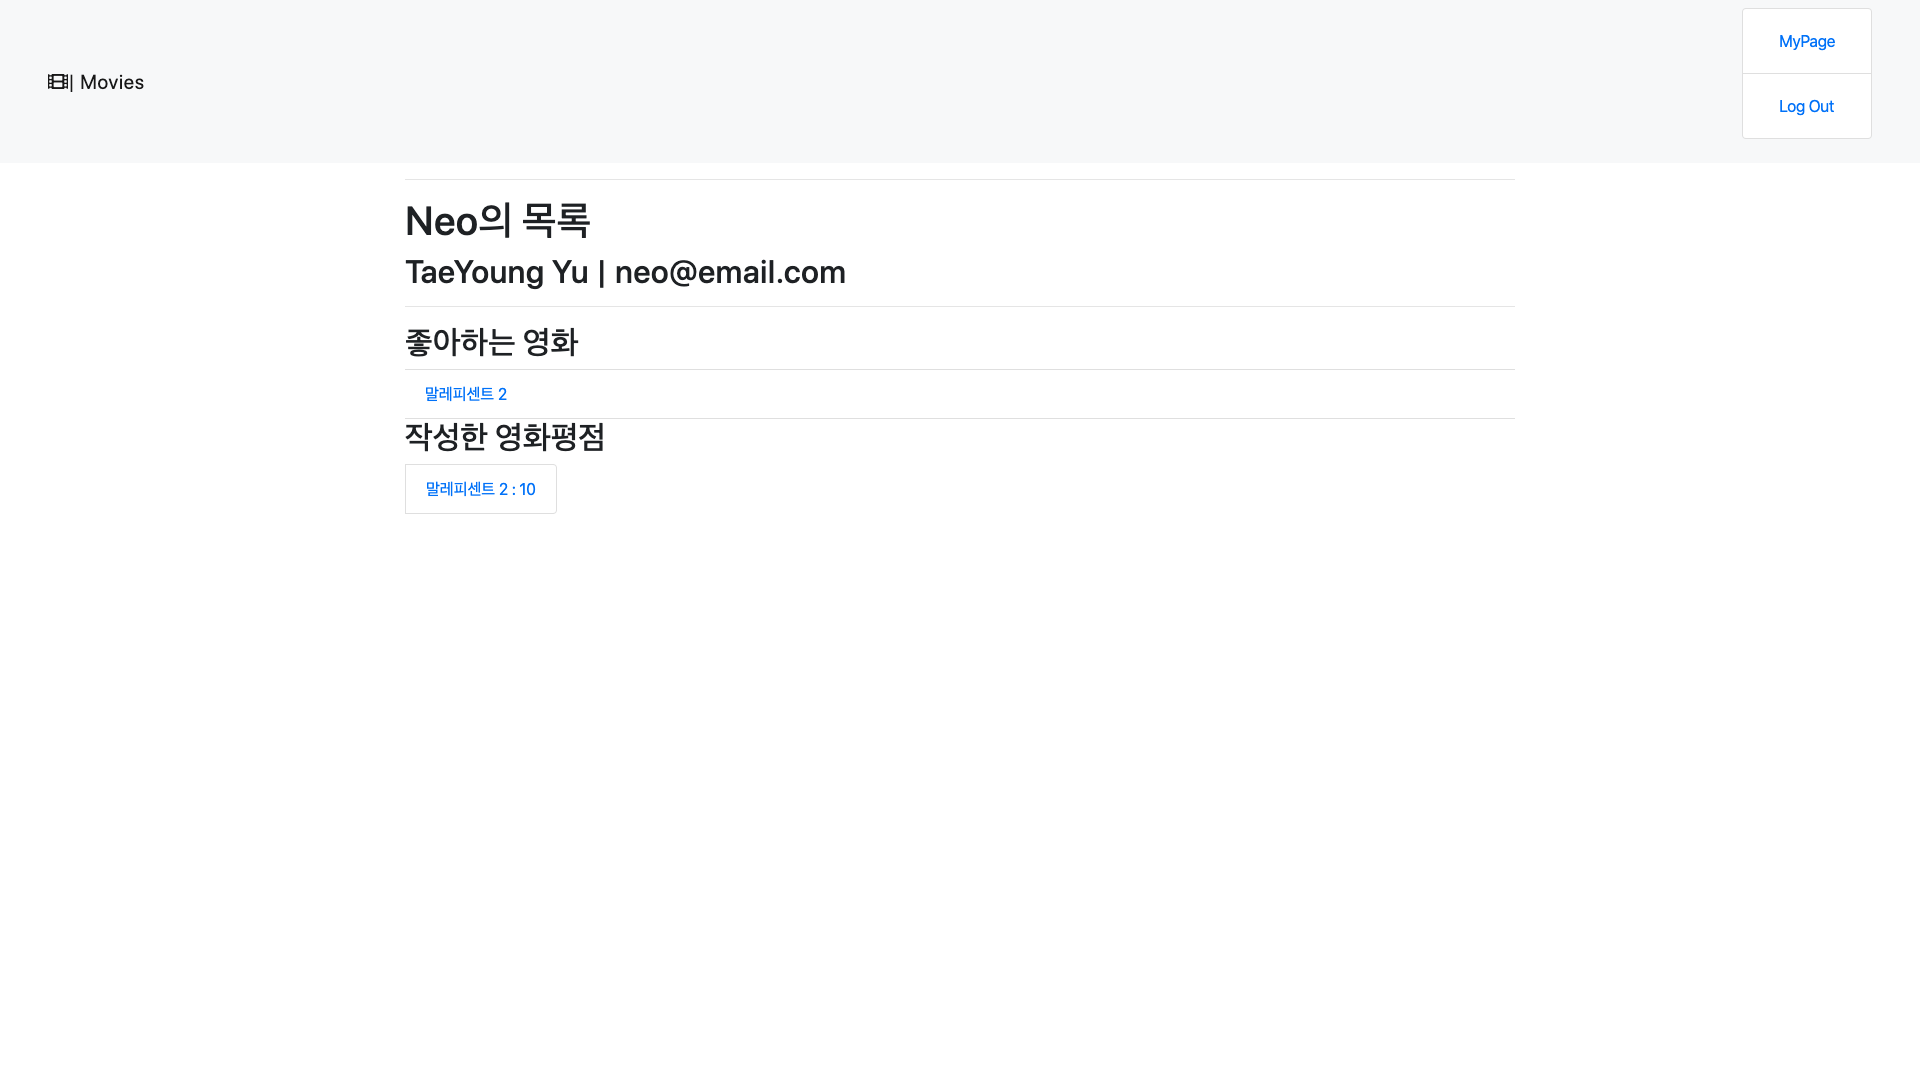 | Movies
MyPage
Log Out
Neo의 목록
TaeYoung Yu | neo@email.com
좋아하는 영화
말레피센트 2
작성한 영화평점
말레피센트 2 : 10